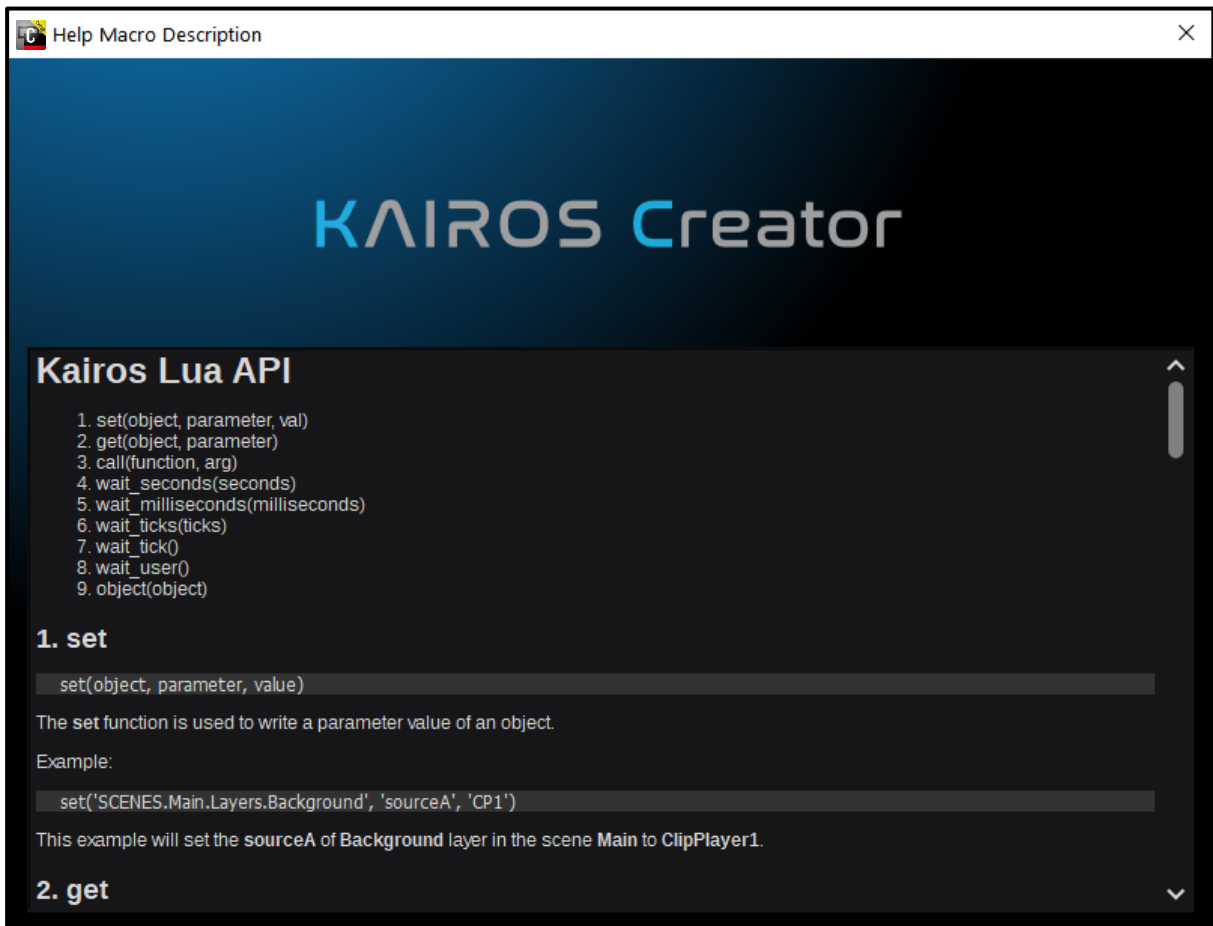 Help Macro Description
KAIROS Creator
Kairos Lua API
1. set(object, parameter, val)
2. get(object, parameter)
3. call(function, arg)
4. wait_seconds(seconds)
5. wait_milliseconds(milliseconds)
6. wait_ticks(ticks)
7. wait_tick()
8. wait_user()
9. object(object)
1. set
set(object, parameter, value)
The set function is used to write a parameter value of an object.
Example:
set('SCENES.Main.Layers.Background', 'sourceA', 'CP1')
This example will set the sourceA of Background layer in the scene Main to ClipPlayer1.
2. get